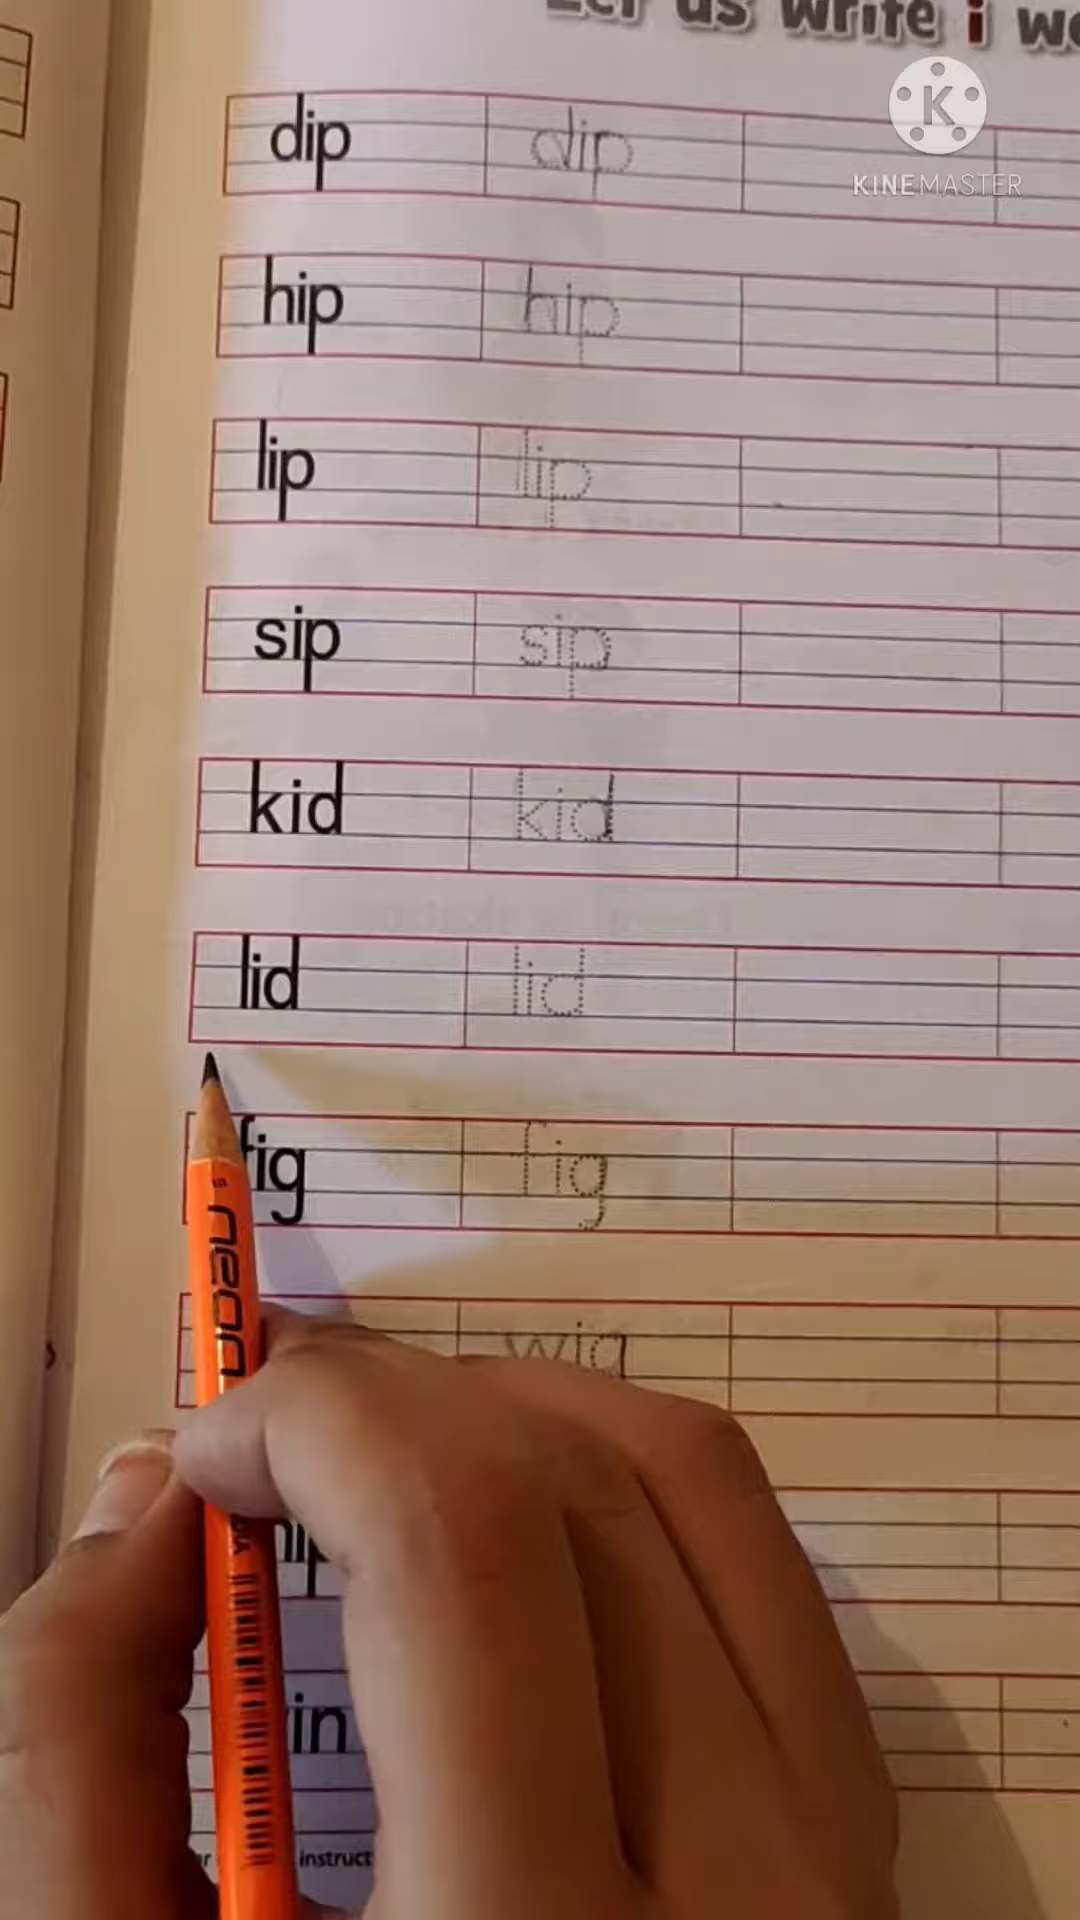 Let us write i
KINEMASTER
dip dip
hip hip
lip lip
sip sip
kid kid
lid lid
fig fig
wig
neon
in
instruct